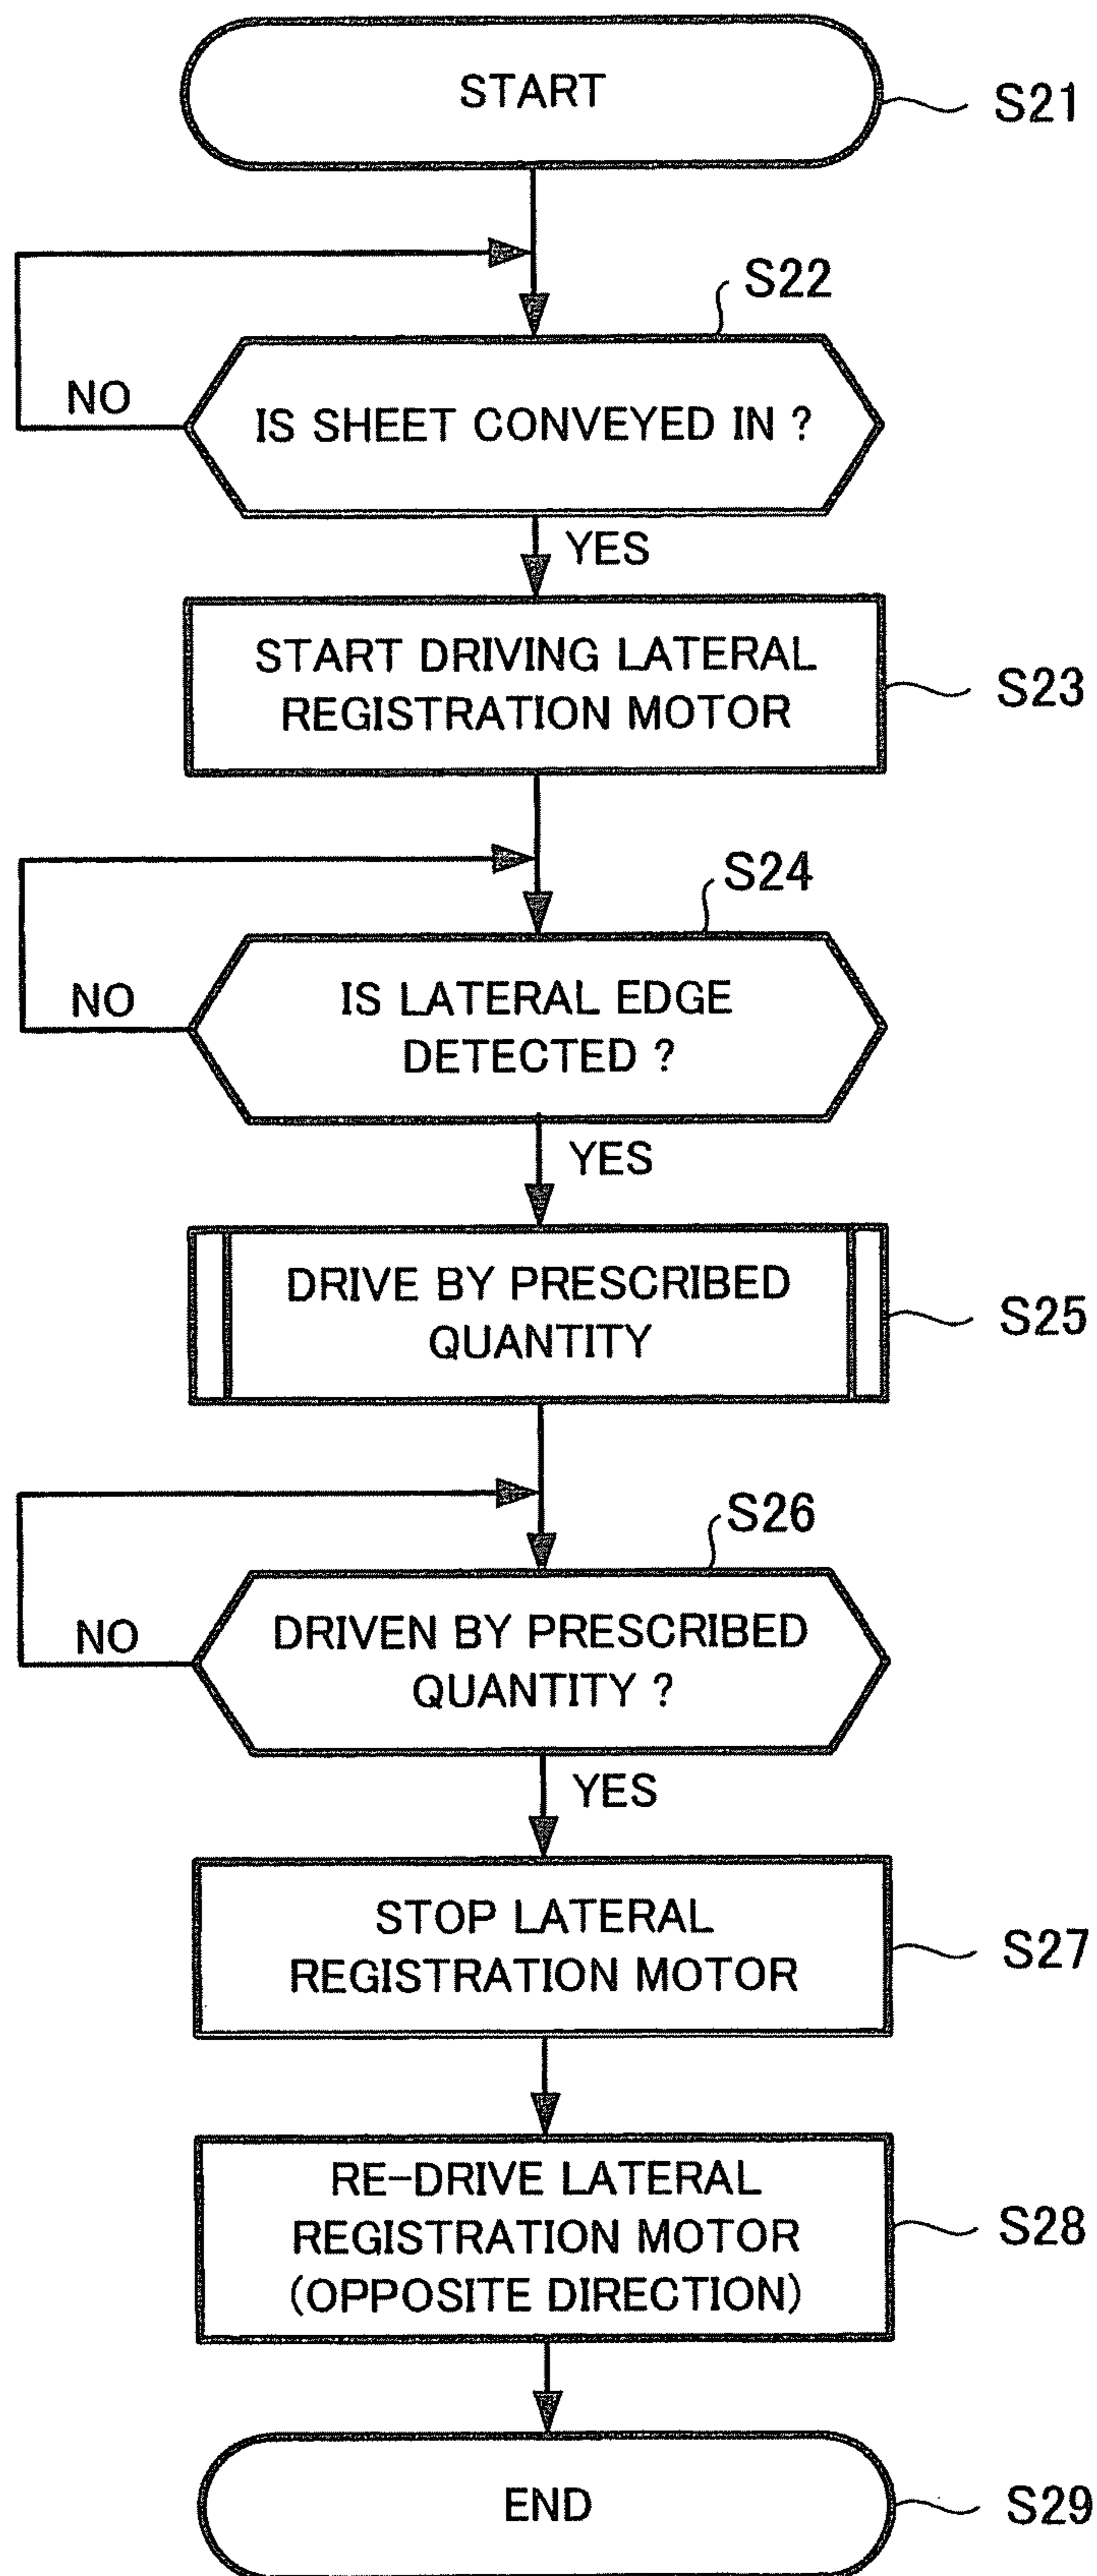 START
S21
S22
NO
IS SHEET CONVEYED IN ?
YES
START DRIVING LATERAL
REGISTRATION MOTOR
S23
S24
NO
IS LATERAL EDGE
DETECTED ?
YES
DRIVE BY PRESCRIBED
QUANTITY
S25
S26
NO
DRIVEN BY PRESCRIBED
QUANTITY ?
YES
STOP LATERAL
REGISTRATION MOTOR
S27
RE-DRIVE LATERAL
REGISTRATION MOTOR
(OPPOSITE DIRECTION)
S28
END
S29